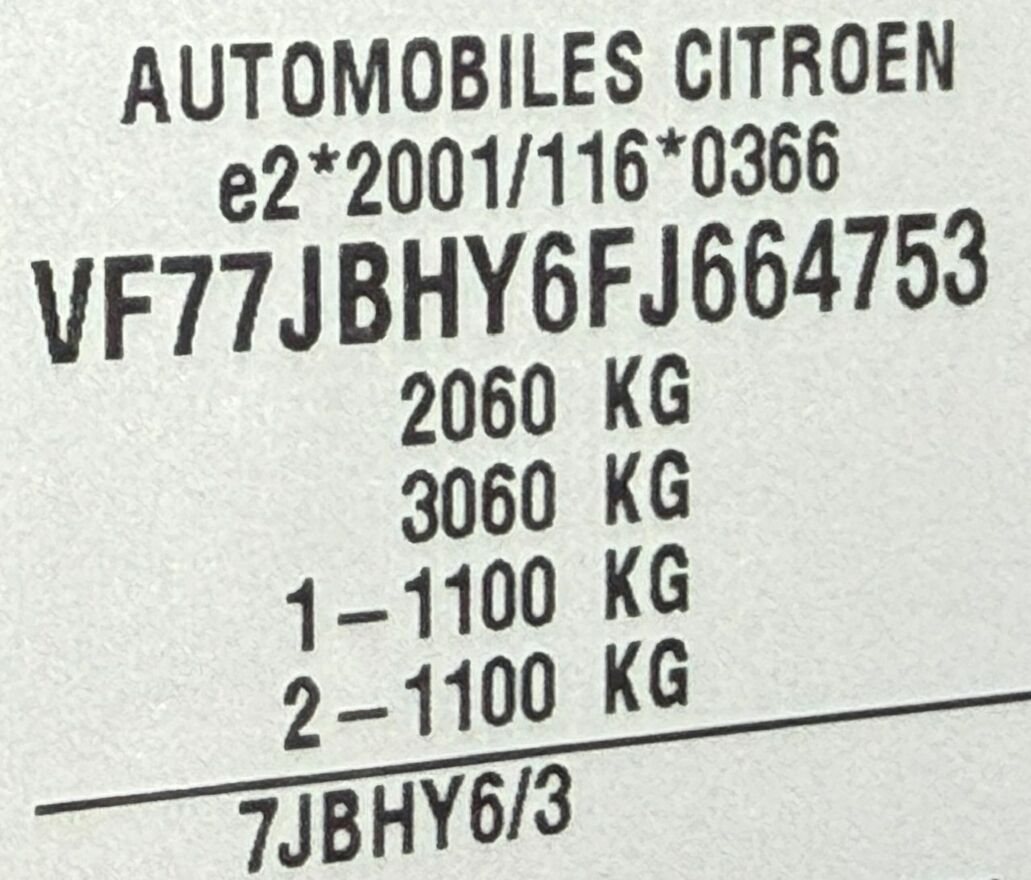 AUTOMOBILES CITROEN
e2*2001/116*0366
VF77JBHY6FJ664753
2060 KG
3060 KG
1-1100 KG
2-1100 KG
7JBHY6/3